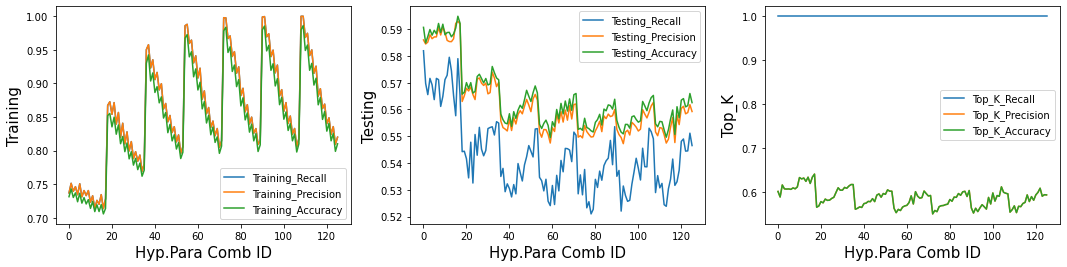 Training
1.00
0.95
0.90
0.85
0.80
0.75
0.70
0 20 40 60 80 100 120
Hyp.Para Comb ID
Training_Recall
Training_Precision
Training_Accuracy
Testing
0.59
0.58
0.57
0.56
0.55
0.54
0.53
0.52
0 20 40 60 80 100 120
Hyp.Para Comb ID
Testing_Recall
Testing_Precision
Testing_Accuracy
Top_K
1.0
0.9
0.8
0.7
0.6
0 20 40 60 80 100 120
Hyp.Para Comb ID
Top_K_Recall
Top_K_Precision
Top_K_Accuracy